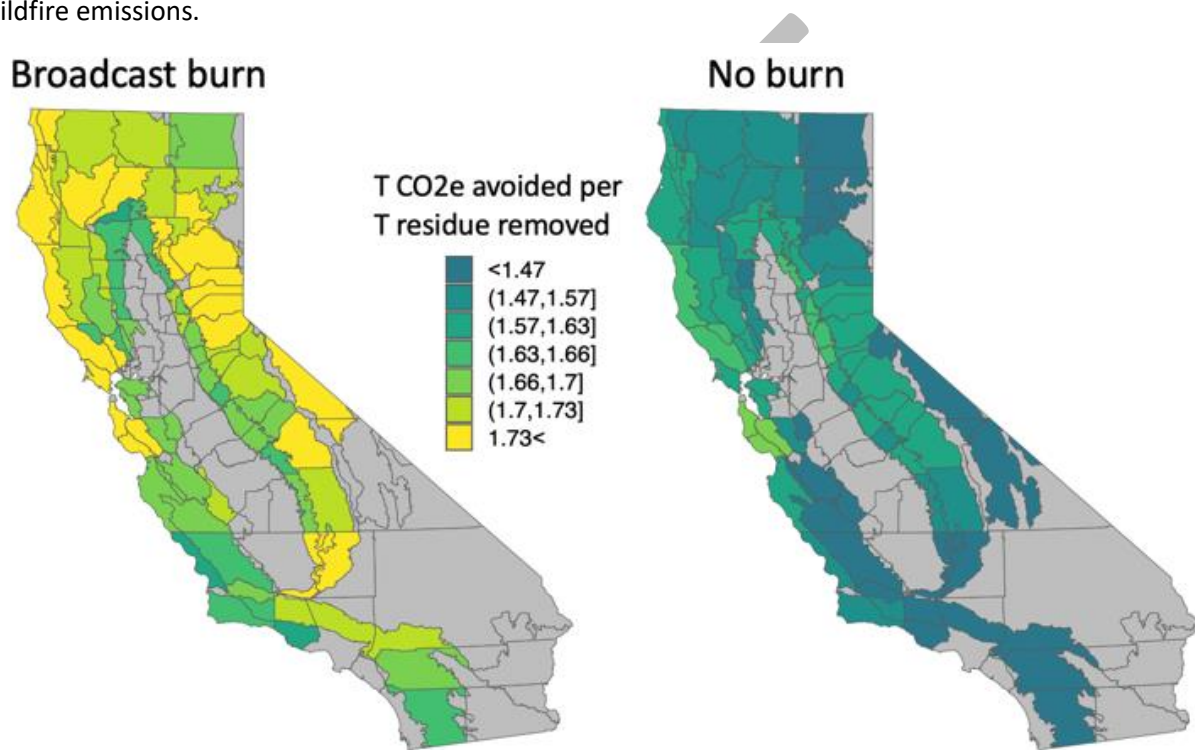 ildfire emissions.
Broadcast burn
No burn
T CO2e avoided per
T residue removed
<1.47
(1.47,1.57]
(1.57,1.63]
(1.63,1.66]
(1.66,1.7]
(1.7,1.73]
1.73<